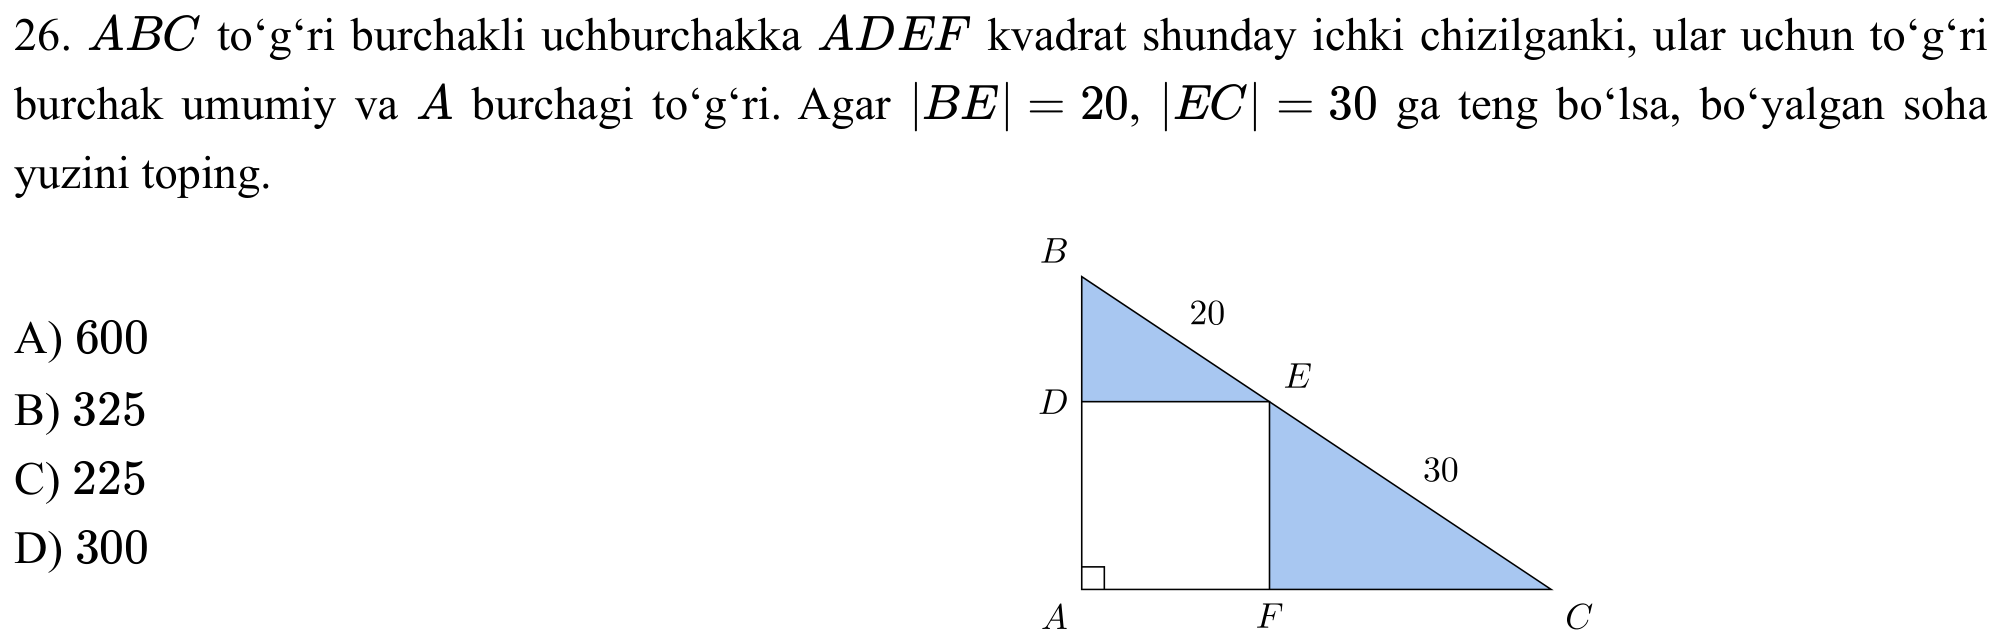 26. ABC to‘g‘ri burchakli uchburchakka ADEF kvadrat shunday ichki chizilganki, ular uchun to‘g‘ri
burchak umumiy va A burchagi to‘g‘ri. Agar |BE| = 20, |EC| = 30 ga teng bo‘lsa, bo‘yalgan soha
yuzini toping.
A) 600
B) 325
C) 225
D) 300
B
20
E
D
30
A
F
C